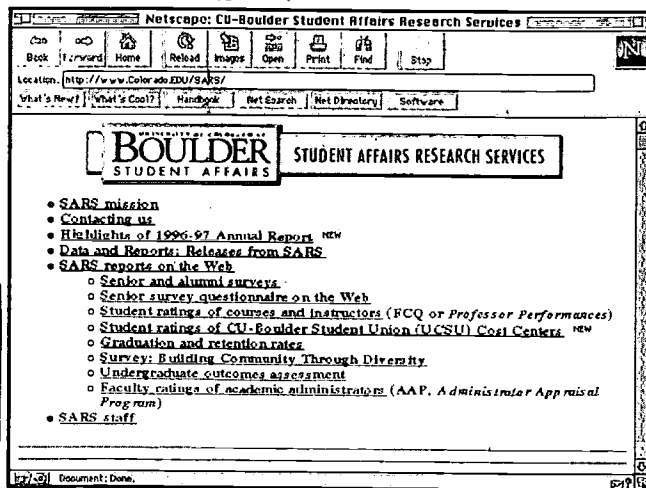 Netscape: CU-Boulder Student Affairs Research Services
Back Forward Home Reload Images Open Print Find Stop
Location: http://www.Colorado.EDU/SARS/
What's New? What's Cool? Handbook Net Search Net Directory Software
BOULDER
STUDENT AFFAIRS
STUDENT AFFAIRS RESEARCH SERVICES
• SARS mission
• Contacting us
• Highlights of 1996-97 Annual Report NEW
• Data and Reports: Releases from SARS
• SARS reports on the Web
o Senior and alumni surveys
o Senior survey questionnaire on the Web
o Student ratings of courses and instructors (FCQ or Professor Performances)
o Student ratings of CU-Boulder Student Union (UCSU) Cost Centers NEW
o Graduation and retention rates
o Survey: Building Community Through Diversity
o Undergraduate outcomes assessment
o Faculty ratings of academic administrators (AAP, Administrator Appraisal
Program)
• SARS staff
Document: Done.